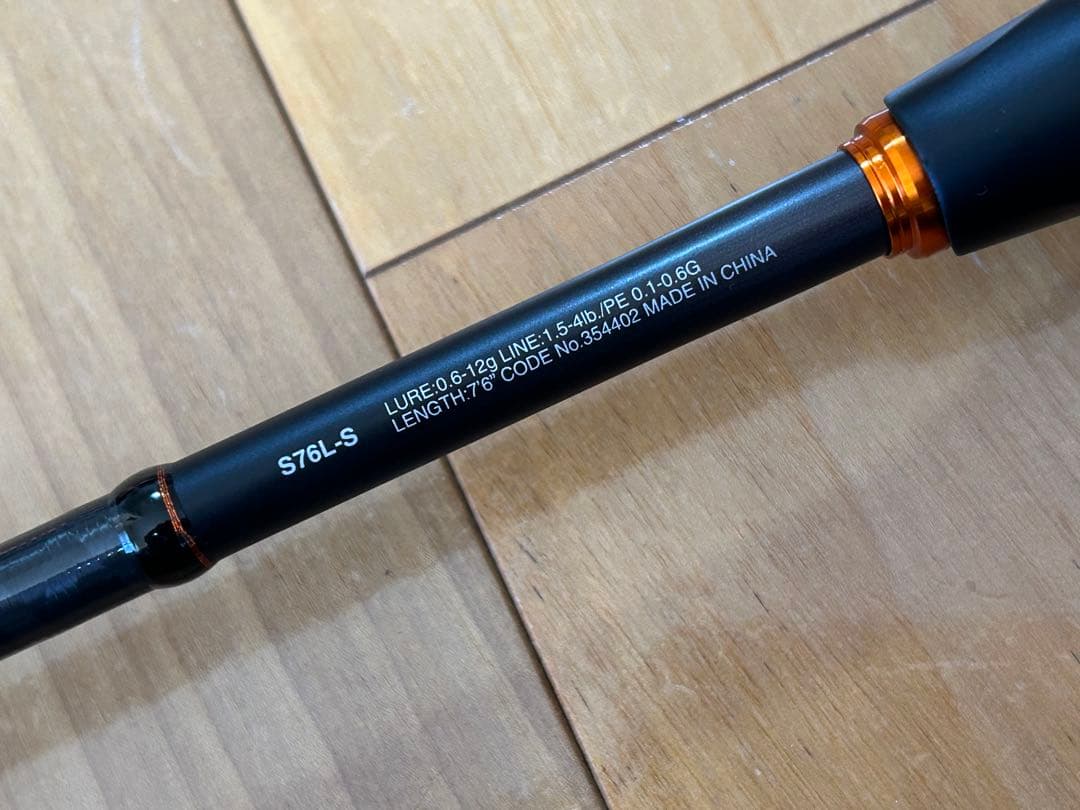 S76L-S
LURE:0.6-12g LINE:1.5-4lb./PE 0.1-0.6G
LENGTH:7'6" CODE No.354402 MADE IN CHINA